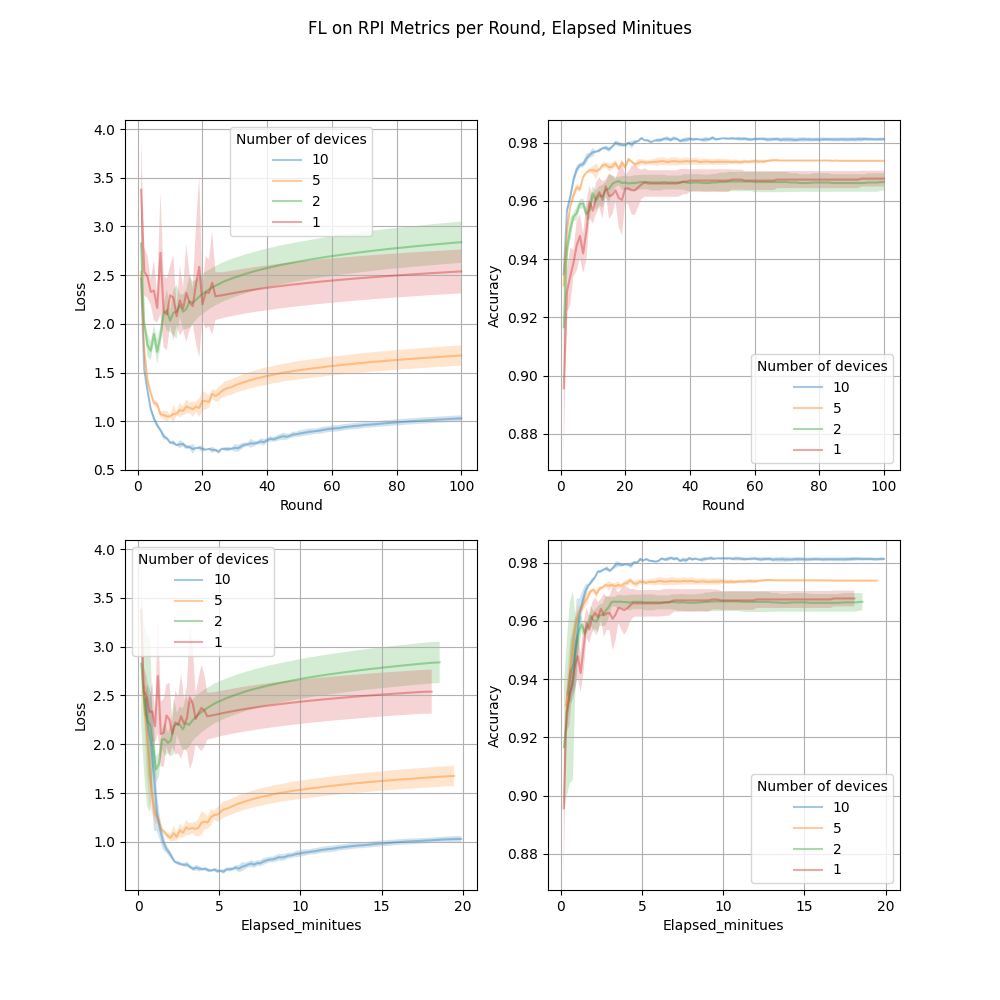 FL on RPI Metrics per Round, Elapsed Minitues
4.0
3.5
3.0
2.5
2.0
1.5
1.0
0.5
Loss
Number of devices
10
5
2
1
0 20 40 60 80 100
Round
0.98
0.96
0.94
0.92
0.90
0.88
Accuracy
Number of devices
10
5
2
1
0 20 40 60 80 100
Round
4.0
3.5
3.0
2.5
2.0
1.5
1.0
Loss
Number of devices
10
5
2
1
0 5 10 15 20
Elapsed_minitues
0.98
0.96
0.94
0.92
0.90
0.88
Accuracy
Number of devices
10
5
2
1
0 5 10 15 20
Elapsed_minitues